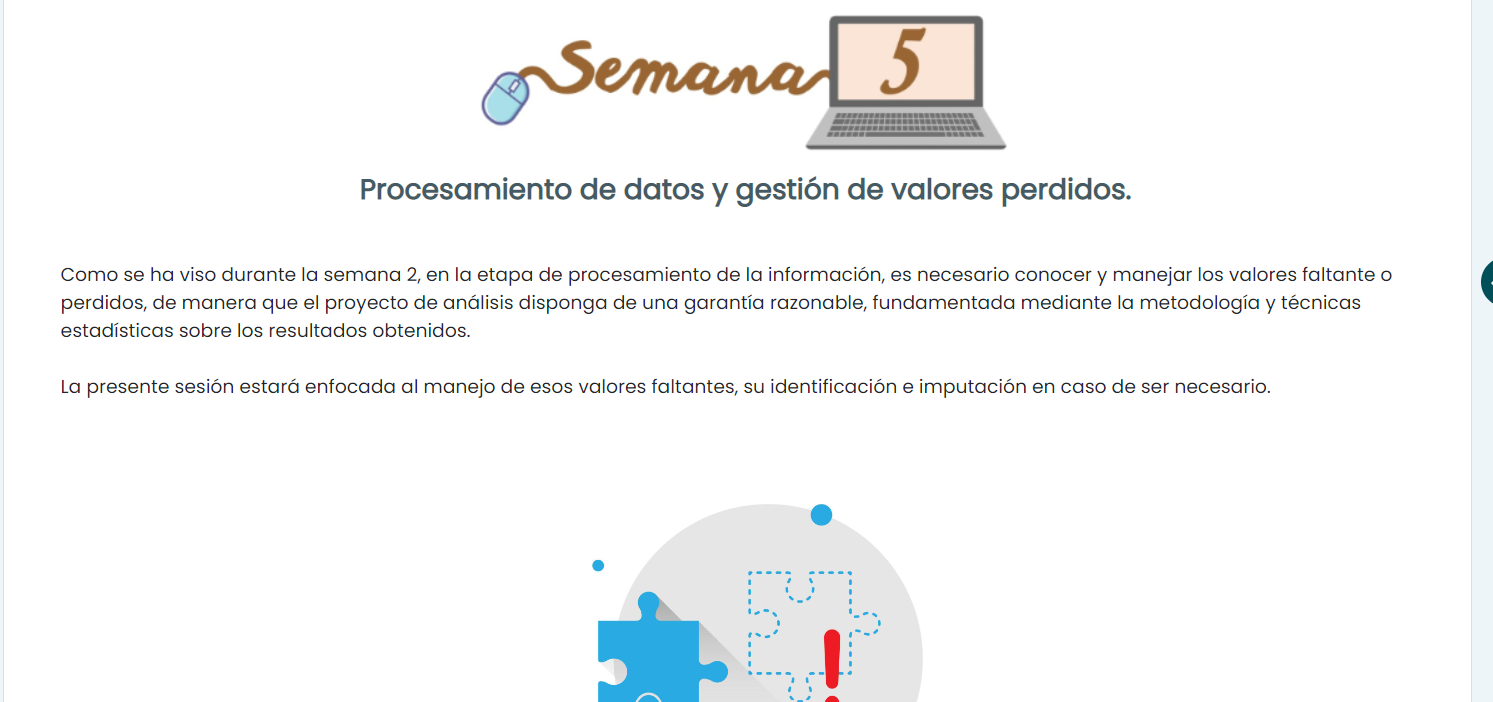 Semana 5
Procesamiento de datos y gestión de valores perdidos.
Como se ha viso durante la semana 2, en la etapa de procesamiento de la información, es necesario conocer y manejar los valores faltante o
perdidos, de manera que el proyecto de análisis disponga de una garantía razonable, fundamentada mediante la metodología y técnicas
estadísticas sobre los resultados obtenidos.
La presente sesión estará enfocada al manejo de esos valores faltantes, su identificación e imputación en caso de ser necesario.
!